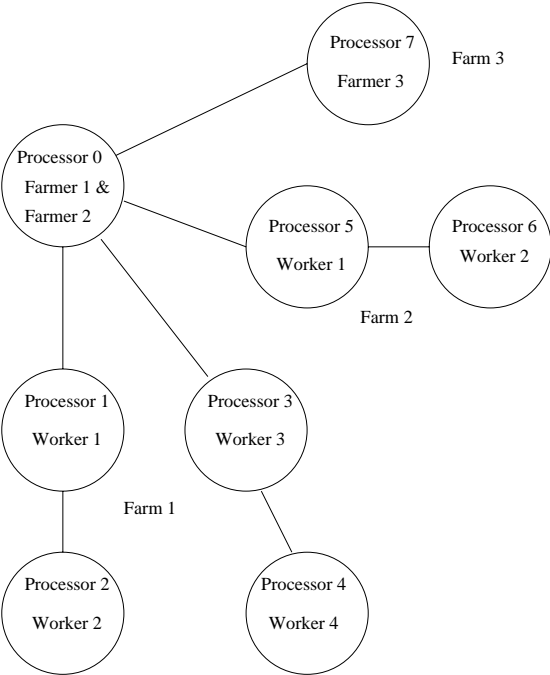 Processor 7
Farmer 3
Farm 3
Processor 0
Farmer 1 &
Farmer 2
Processor 5
Worker 1
Processor 6
Worker 2
Farm 2
Processor 1
Worker 1
Processor 3
Worker 3
Farm 1
Processor 2
Worker 2
Processor 4
Worker 4